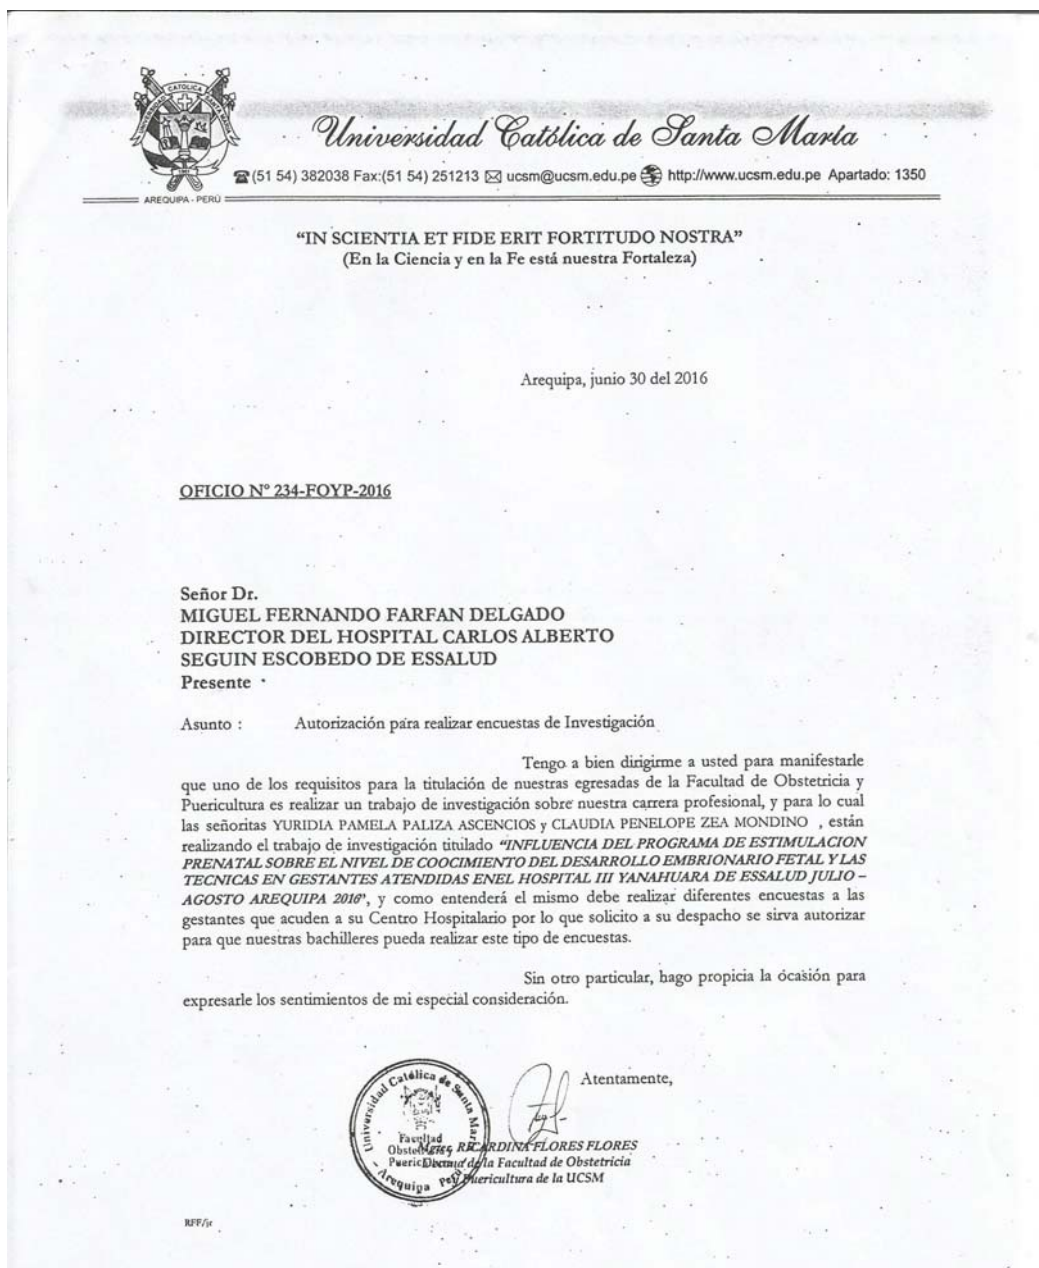 Universidad Católica de Santa María
(51 54) 382038 Fax:(51 54) 251213 ucsm@ucsm.edu.pe http://www.ucsm.edu.pe Apartado: 1350
AREQUIPA - PERÚ
"IN SCIENTIA ET FIDE ERIT FORTITUDO NOSTRA"
(En la Ciencia y en la Fe está nuestra Fortaleza)
Arequipa, junio 30 del 2016
OFICIO Nº 234-FOYP-2016
Señor Dr.
MIGUEL FERNANDO FARFAN DELGADO
DIRECTOR DEL HOSPITAL CARLOS ALBERTO
SEGUIN ESCOBEDO DE ESSALUD
Presente
Asunto : Autorización para realizar encuestas de Investigación
Tengo a bien dirigirme a usted para manifestarle
que uno de los requisitos para la titulación de nuestras egresadas de la Facultad de Obstetricia y
Puericultura es realizar un trabajo de investigación sobre nuestra carrera profesional, y para lo cual
las señoritas YURIDIA PAMELA PALIZA ASCENCIOS y CLAUDIA PENELOPE ZEA MONDINO , están
realizando el trabajo de investigación titulado "INFLUENCIA DEL PROGRAMA DE ESTIMULACION
PRENATAL SOBRE EL NIVEL DE COOCIMIENTO DEL DESARROLLO EMBRIONARIO FETAL Y LAS
TECNICAS EN GESTANTES ATENDIDAS ENEL HOSPITAL III YANAHUARA DE ESSALUD JULIO –
AGOSTO AREQUIPA 2016", y como entenderá el mismo debe realizar diferentes encuestas a las
gestantes que acuden a su Centro Hospitalario por lo que solicito a su despacho se sirva autorizar
para que nuestras bachilleres pueda realizar este tipo de encuestas.
Sin otro particular, hago propicia la ocasión para
expresarle los sentimientos de mi especial consideración.
Atentamente,
Universidad Católica de Santa María
Facultad
Obstetricia y
Puericultura
Arequipa Perú
RICARDINA FLORES FLORES
Decana de la Facultad de Obstetricia
y Puericultura de la UCSM
RFF/jr